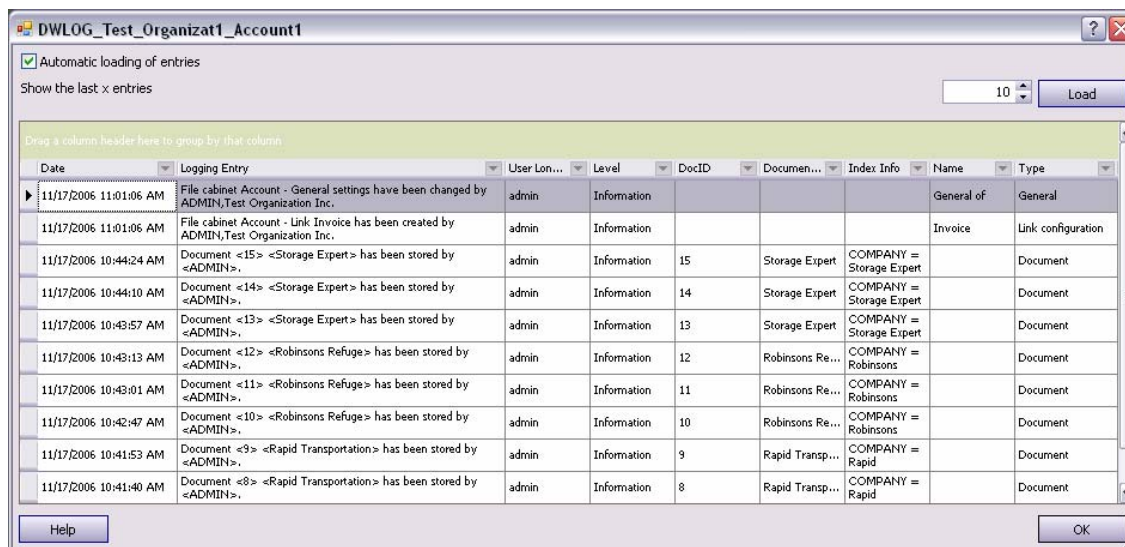 DWLOG_Test_Organizat1_Account1
Automatic loading of entries
Show the last x entries
10
Load
Drag a column header here to group by that column
Date Logging Entry User Lon... Level DocID Documen... Index Info Name Type
11/17/2006 11:01:06 AM File cabinet Account - General settings have been changed by ADMIN,Test Organization Inc. admin Information General of General
11/17/2006 11:01:06 AM File cabinet Account - Link Invoice has been created by ADMIN,Test Organization Inc. admin Information Invoice Link configuration
11/17/2006 10:44:24 AM Document <15> <Storage Expert> has been stored by <ADMIN>. admin Information 15 Storage Expert COMPANY = Storage Expert Document
11/17/2006 10:44:10 AM Document <14> <Storage Expert> has been stored by <ADMIN>. admin Information 14 Storage Expert COMPANY = Storage Expert Document
11/17/2006 10:43:57 AM Document <13> <Storage Expert> has been stored by <ADMIN>. admin Information 13 Storage Expert COMPANY = Storage Expert Document
11/17/2006 10:43:13 AM Document <12> <Robinsons Refuge> has been stored by <ADMIN>. admin Information 12 Robinsons Re... COMPANY = Robinsons Document
11/17/2006 10:43:01 AM Document <11> <Robinsons Refuge> has been stored by <ADMIN>. admin Information 11 Robinsons Re... COMPANY = Robinsons Document
11/17/2006 10:42:47 AM Document <10> <Robinsons Refuge> has been stored by <ADMIN>. admin Information 10 Robinsons Re... COMPANY = Robinsons Document
11/17/2006 10:41:53 AM Document <9> <Rapid Transportation> has been stored by <ADMIN>. admin Information 9 Rapid Transp... COMPANY = Rapid Document
11/17/2006 10:41:40 AM Document <8> <Rapid Transportation> has been stored by <ADMIN>. admin Information 8 Rapid Transp... COMPANY = Rapid Document
Help
OK